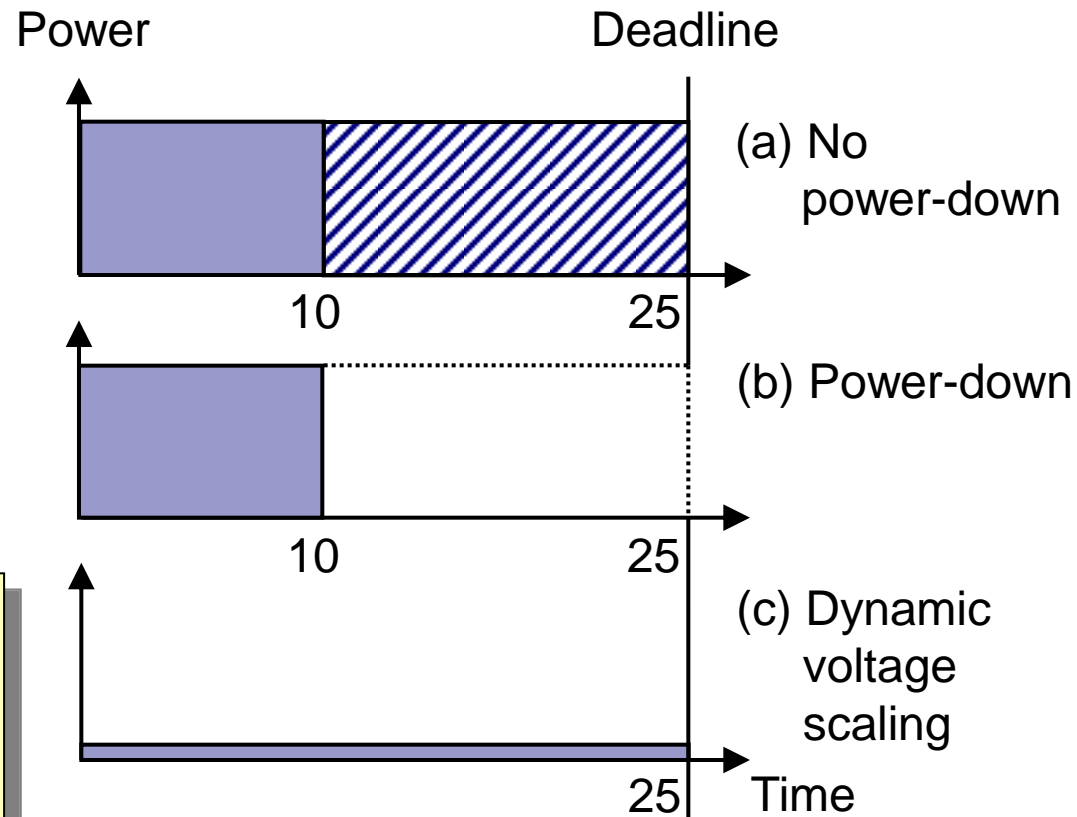 Power
Deadline
(a) No
power-down
10
25
(b) Power-down
10
25
(c) Dynamic
voltage
scaling
25
Time